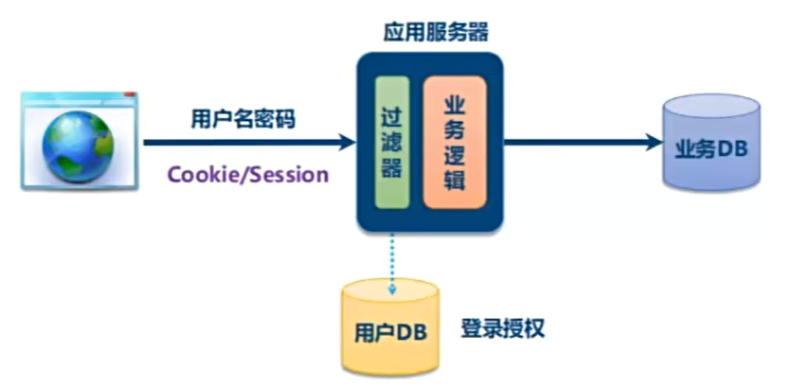 应用服务器
用户名密码
Cookie/Session
过滤器
业务逻辑
业务DB
用户DB
登录授权